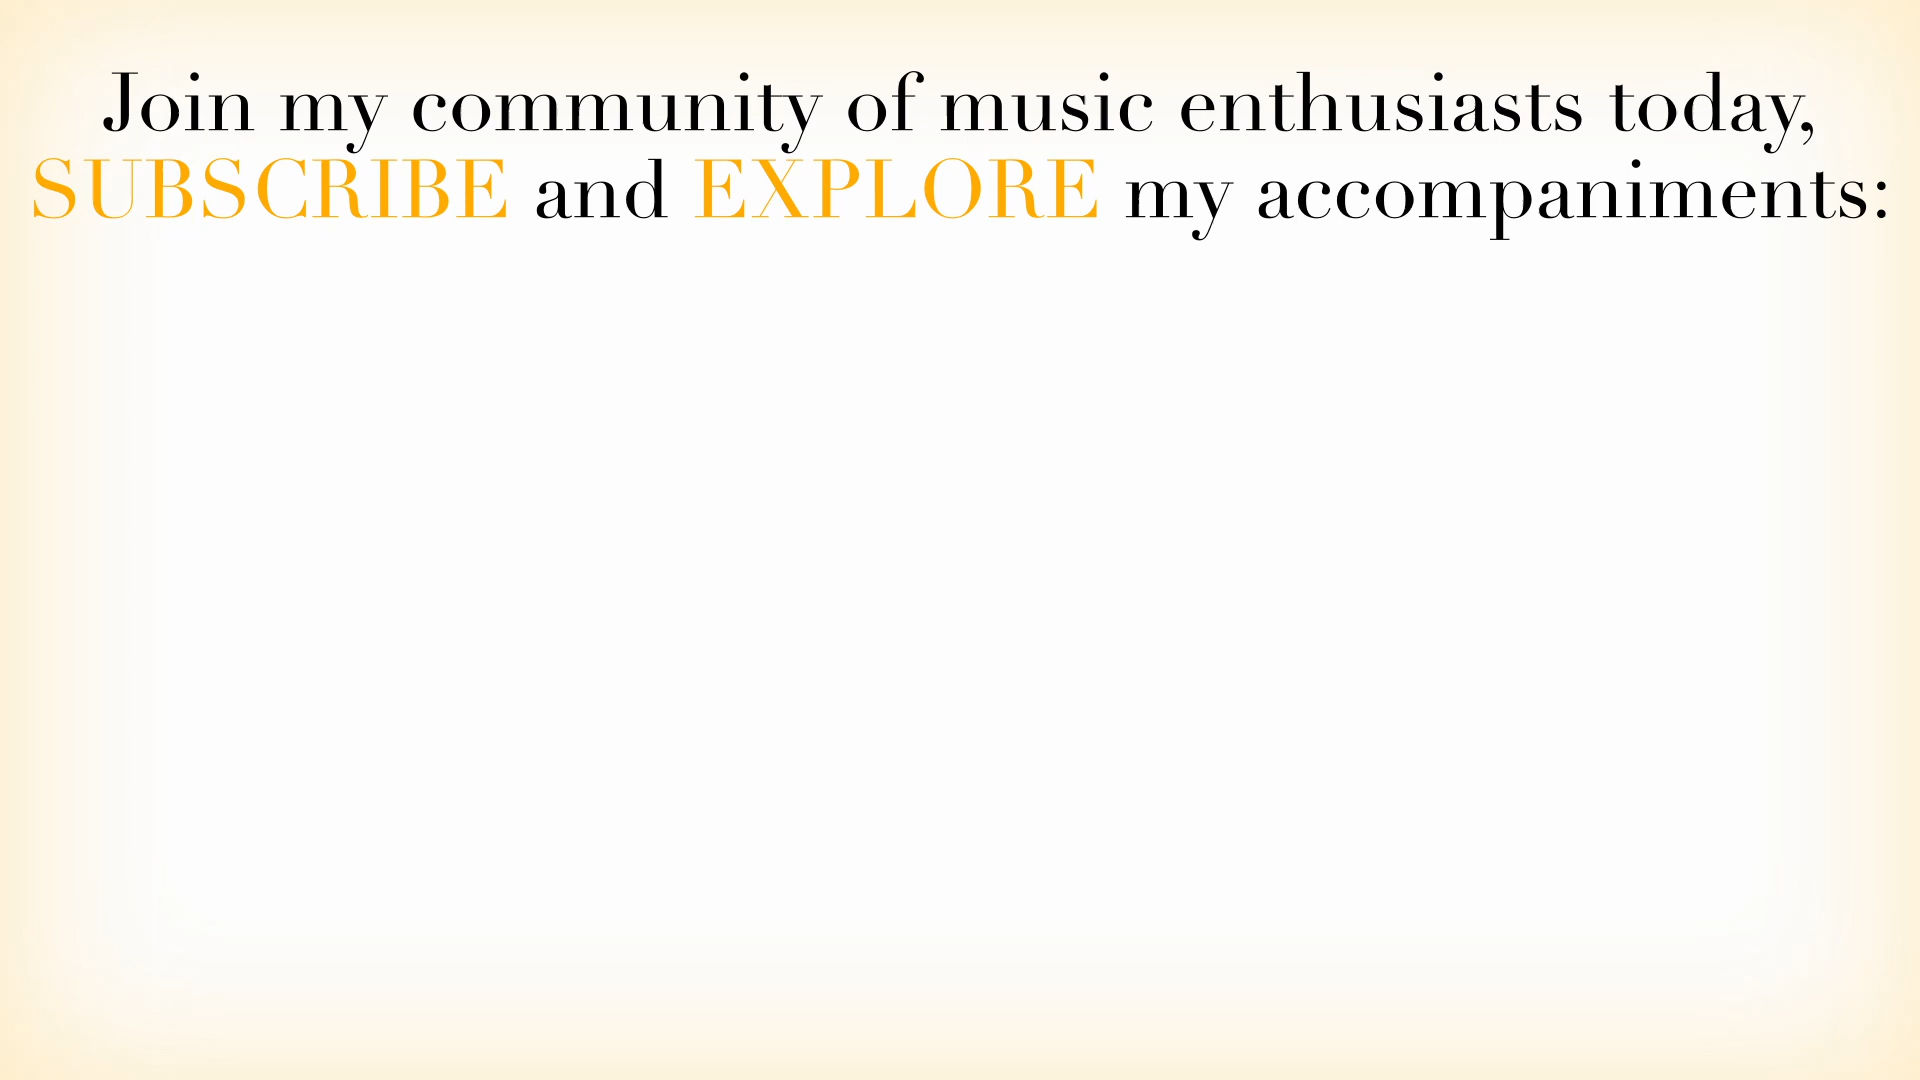 Join my community of music enthusiasts today,
SUBSCRIBE and EXPLORE my accompaniments: